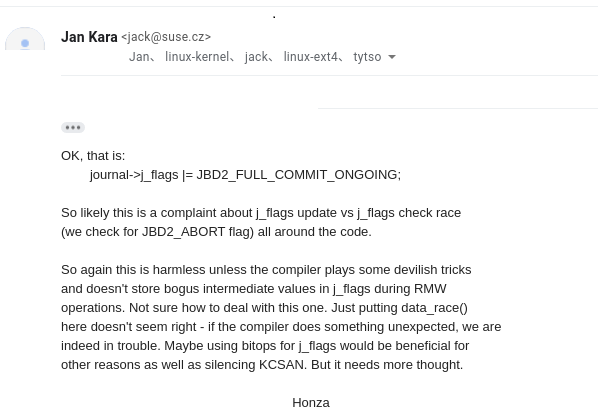 Jan Kara <jack@suse.cz>
Jan、 linux-kernel、 jack、 linux-ext4、 tytso
OK, that is:
journal->j_flags |= JBD2_FULL_COMMIT_ONGOING;
So likely this is a complaint about j_flags update vs j_flags check race
(we check for JBD2_ABORT flag) all around the code.
So again this is harmless unless the compiler plays some devilish tricks
and doesn't store bogus intermediate values in j_flags during RMW
operations. Not sure how to deal with this one. Just putting data_race()
here doesn't seem right - if the compiler does something unexpected, we are
indeed in trouble. Maybe using bitops for j_flags would be beneficial for
other reasons as well as silencing KCSAN. But it needs more thought.
Honza